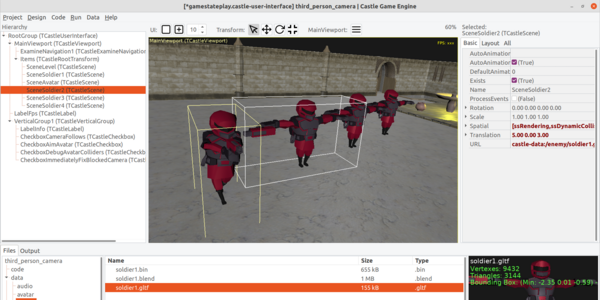 [*gamestateplay.castle-user-interface] third_person_camera | Castle Game Engine
Project Design Code Run Data Help
Hierarchy
RootGroup (TCastleUserInterface)
MainViewport (TCastleViewport)
ExamineNavigation1 (TCastleExamineNavigation
Items (TCastleRootTransform)
SceneLevel (TCastleScene)
SceneSoldier1 (TCastleScene)
SceneAvatar (TCastleScene)
SceneSoldier2 (TCastleScene)
SceneSoldier3 (TCastleScene)
SceneSoldier4 (TCastleScene)
LabelFps (TCastleLabel)
VerticalGroup1 (TCastleVerticalGroup)
LabelInfo (TCastleLabel)
CheckboxCameraFollows (TCastleCheckbox)
CheckboxAimAvatar (TCastleCheckbox)
CheckboxDebugAvatarColliders (TCastleCheckb
CheckboxImmediatelyFixBlockedCamera (TCast
UI: 10 Transform: MainViewport: 60%
MainViewport (TCastleViewport)
FPS:
Selected:
SceneSoldier2 (TCastleScene)
Basic Layout All
AutoAnimation
AutoAnimation (True)
DefaultAnimat 0
Exists (True)
Name SceneSoldier2
ProcessEvents (False)
Rotation 0.00 0.00 0.00 0.00
Scale 1.00 1.00 1.00
Spatial [ssRendering,ssDynamicColli
Translation 5.00 0.00 3.00
URL castle-data:/enemy/soldier1.g
Files Output
third_person_camera
code
data
audio
avatar
Name Size Type
soldier1.bin 655 kB .bin
soldier1.blend 1 MB .blend
soldier1.gltf 155 kB .gltf
soldier1.gltf
Vertexes: 9432
Triangles: 3144
Bounding Box: (Min: -2.35 0.01 -0.53)